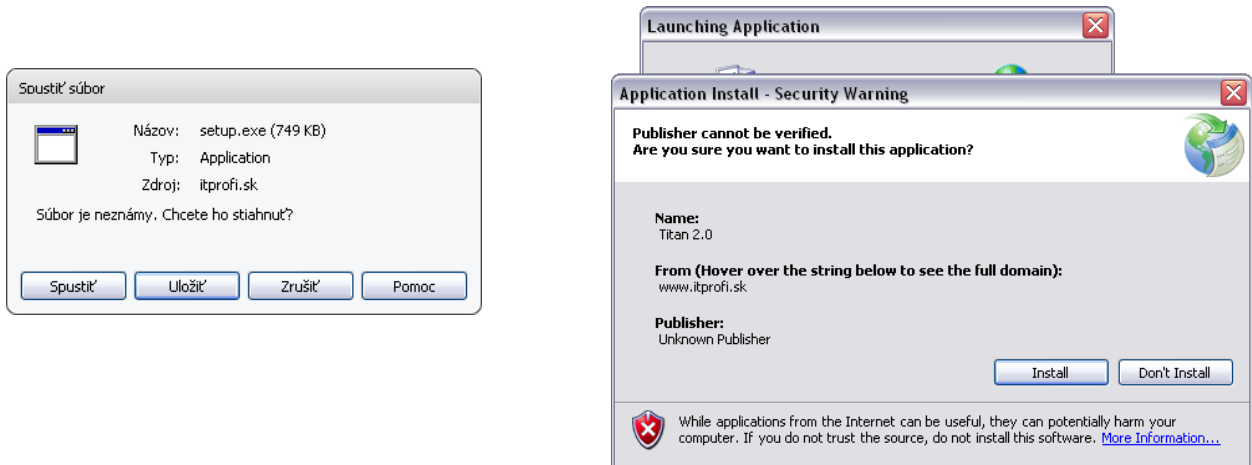 Spustiť súbor
Názov: setup.exe (749 KB)
Typ: Application
Zdroj: itprofi.sk
Súbor je neznámy. Chcete ho stiahnuť?
Spustiť Uložiť Zrušiť Pomoc
Launching Application
Application Install - Security Warning
Publisher cannot be verified.
Are you sure you want to install this application?
Name:
Titan 2.0
From (Hover over the string below to see the full domain):
www.itprofi.sk
Publisher:
Unknown Publisher
Install Don't Install
While applications from the Internet can be useful, they can potentially harm your
computer. If you do not trust the source, do not install this software. More Information...